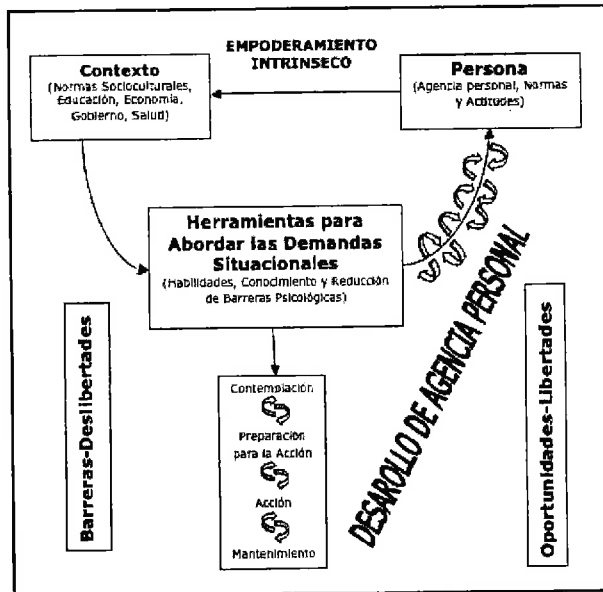 EMPODERAMIENTO
INTRINSECO
Contexto
(Normas Socioculturales,
Educación, Economía,
Gobierno, Salud)
Persona
(Agencia personal, Normas
y Actitudes)
Herramientas para
Abordar las Demandas
Situacionales
(Habilidades, Conocimiento y Reducción
de Barreras Psicológicas)
Contemplación
Preparación
para la Acción
Acción
Mantenimiento
Barreras-Deslibertades
DESAROLLO DE AGENCIA PERSONAL
Oportunidades-Libertades